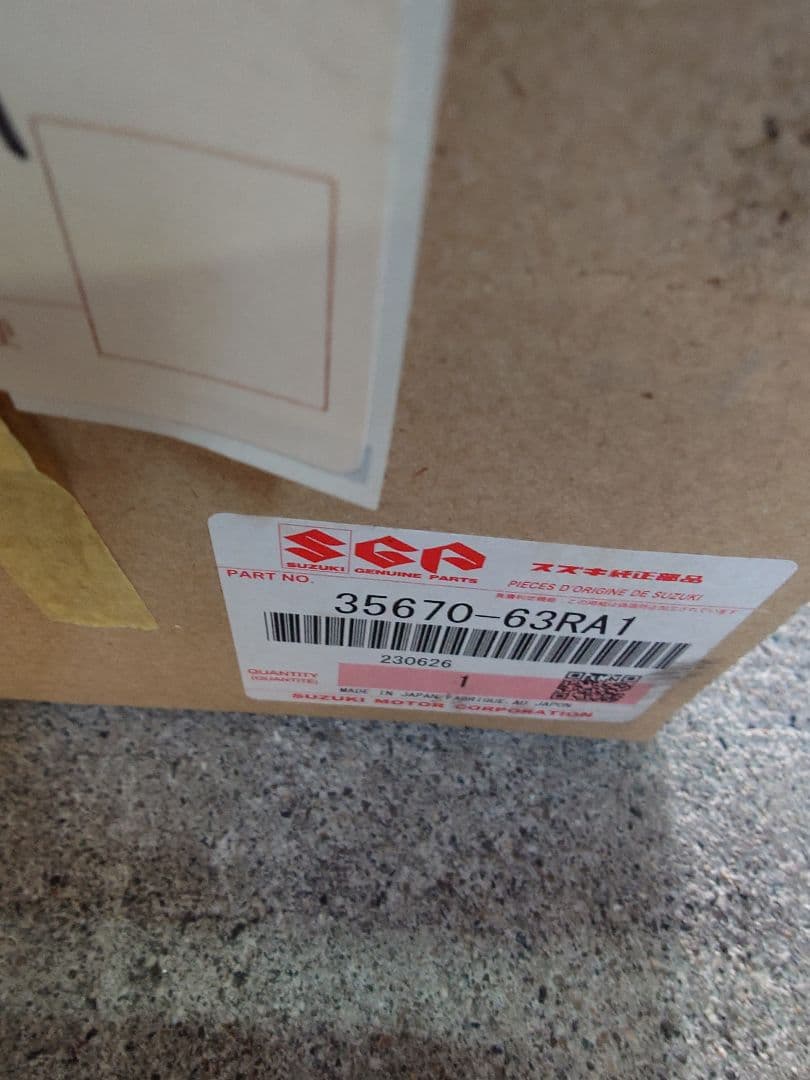 SUZUKI
SGP
GENUINE PARTS
スズキ純正部品
PART NO.
PIECES D'ORIGINE DE SUZUKI
35670-63RA1
230626
QUANTITY
(QUANTITE)
1
MADE IN JAPAN/FABRIQUE AU JAPON
SUZUKI MOTOR CORPORATION